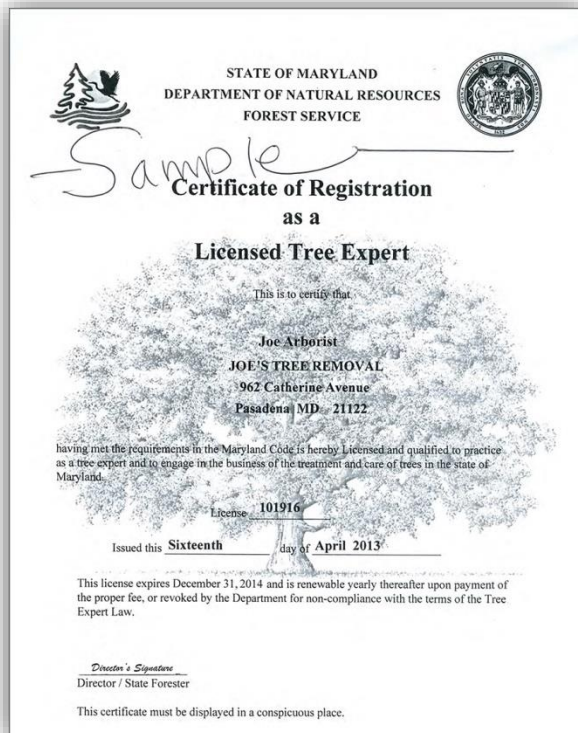 STATE OF MARYLAND
DEPARTMENT OF NATURAL RESOURCES
FOREST SERVICE
Sample
Certificate of Registration
as a
Licensed Tree Expert
This is to certify that
Joe Arborist
JOE'S TREE REMOVAL
962 Catherine Avenue
Pasadena MD 21122
having met the requirements in the Maryland Code is hereby Licensed and qualified to practice
as a tree expert and to engage in the business of the treatment and care of trees in the state of
Maryland
License 101916
Issued this Sixteenth day of April 2013
This license expires December 31, 2014 and is renewable yearly thereafter upon payment of
the proper fee, or revoked by the Department for non-compliance with the terms of the Tree
Expert Law.
Director's Signature
Director / State Forester
This certificate must be displayed in a conspicuous place.